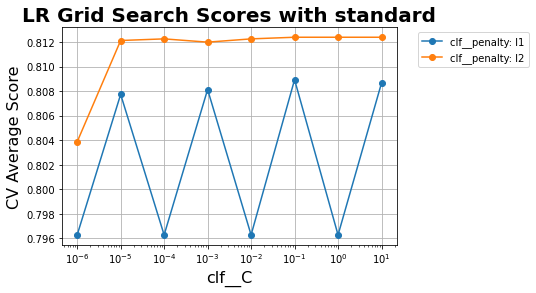 LR Grid Search Scores with standard
clf__penalty: l1
clf__penalty: l2
CV Average Score
0.812
0.810
0.808
0.806
0.804
0.802
0.800
0.798
0.796
10⁻⁶ 10⁻⁵ 10⁻⁴ 10⁻³ 10⁻² 10⁻¹ 10⁰ 10¹
clf__C